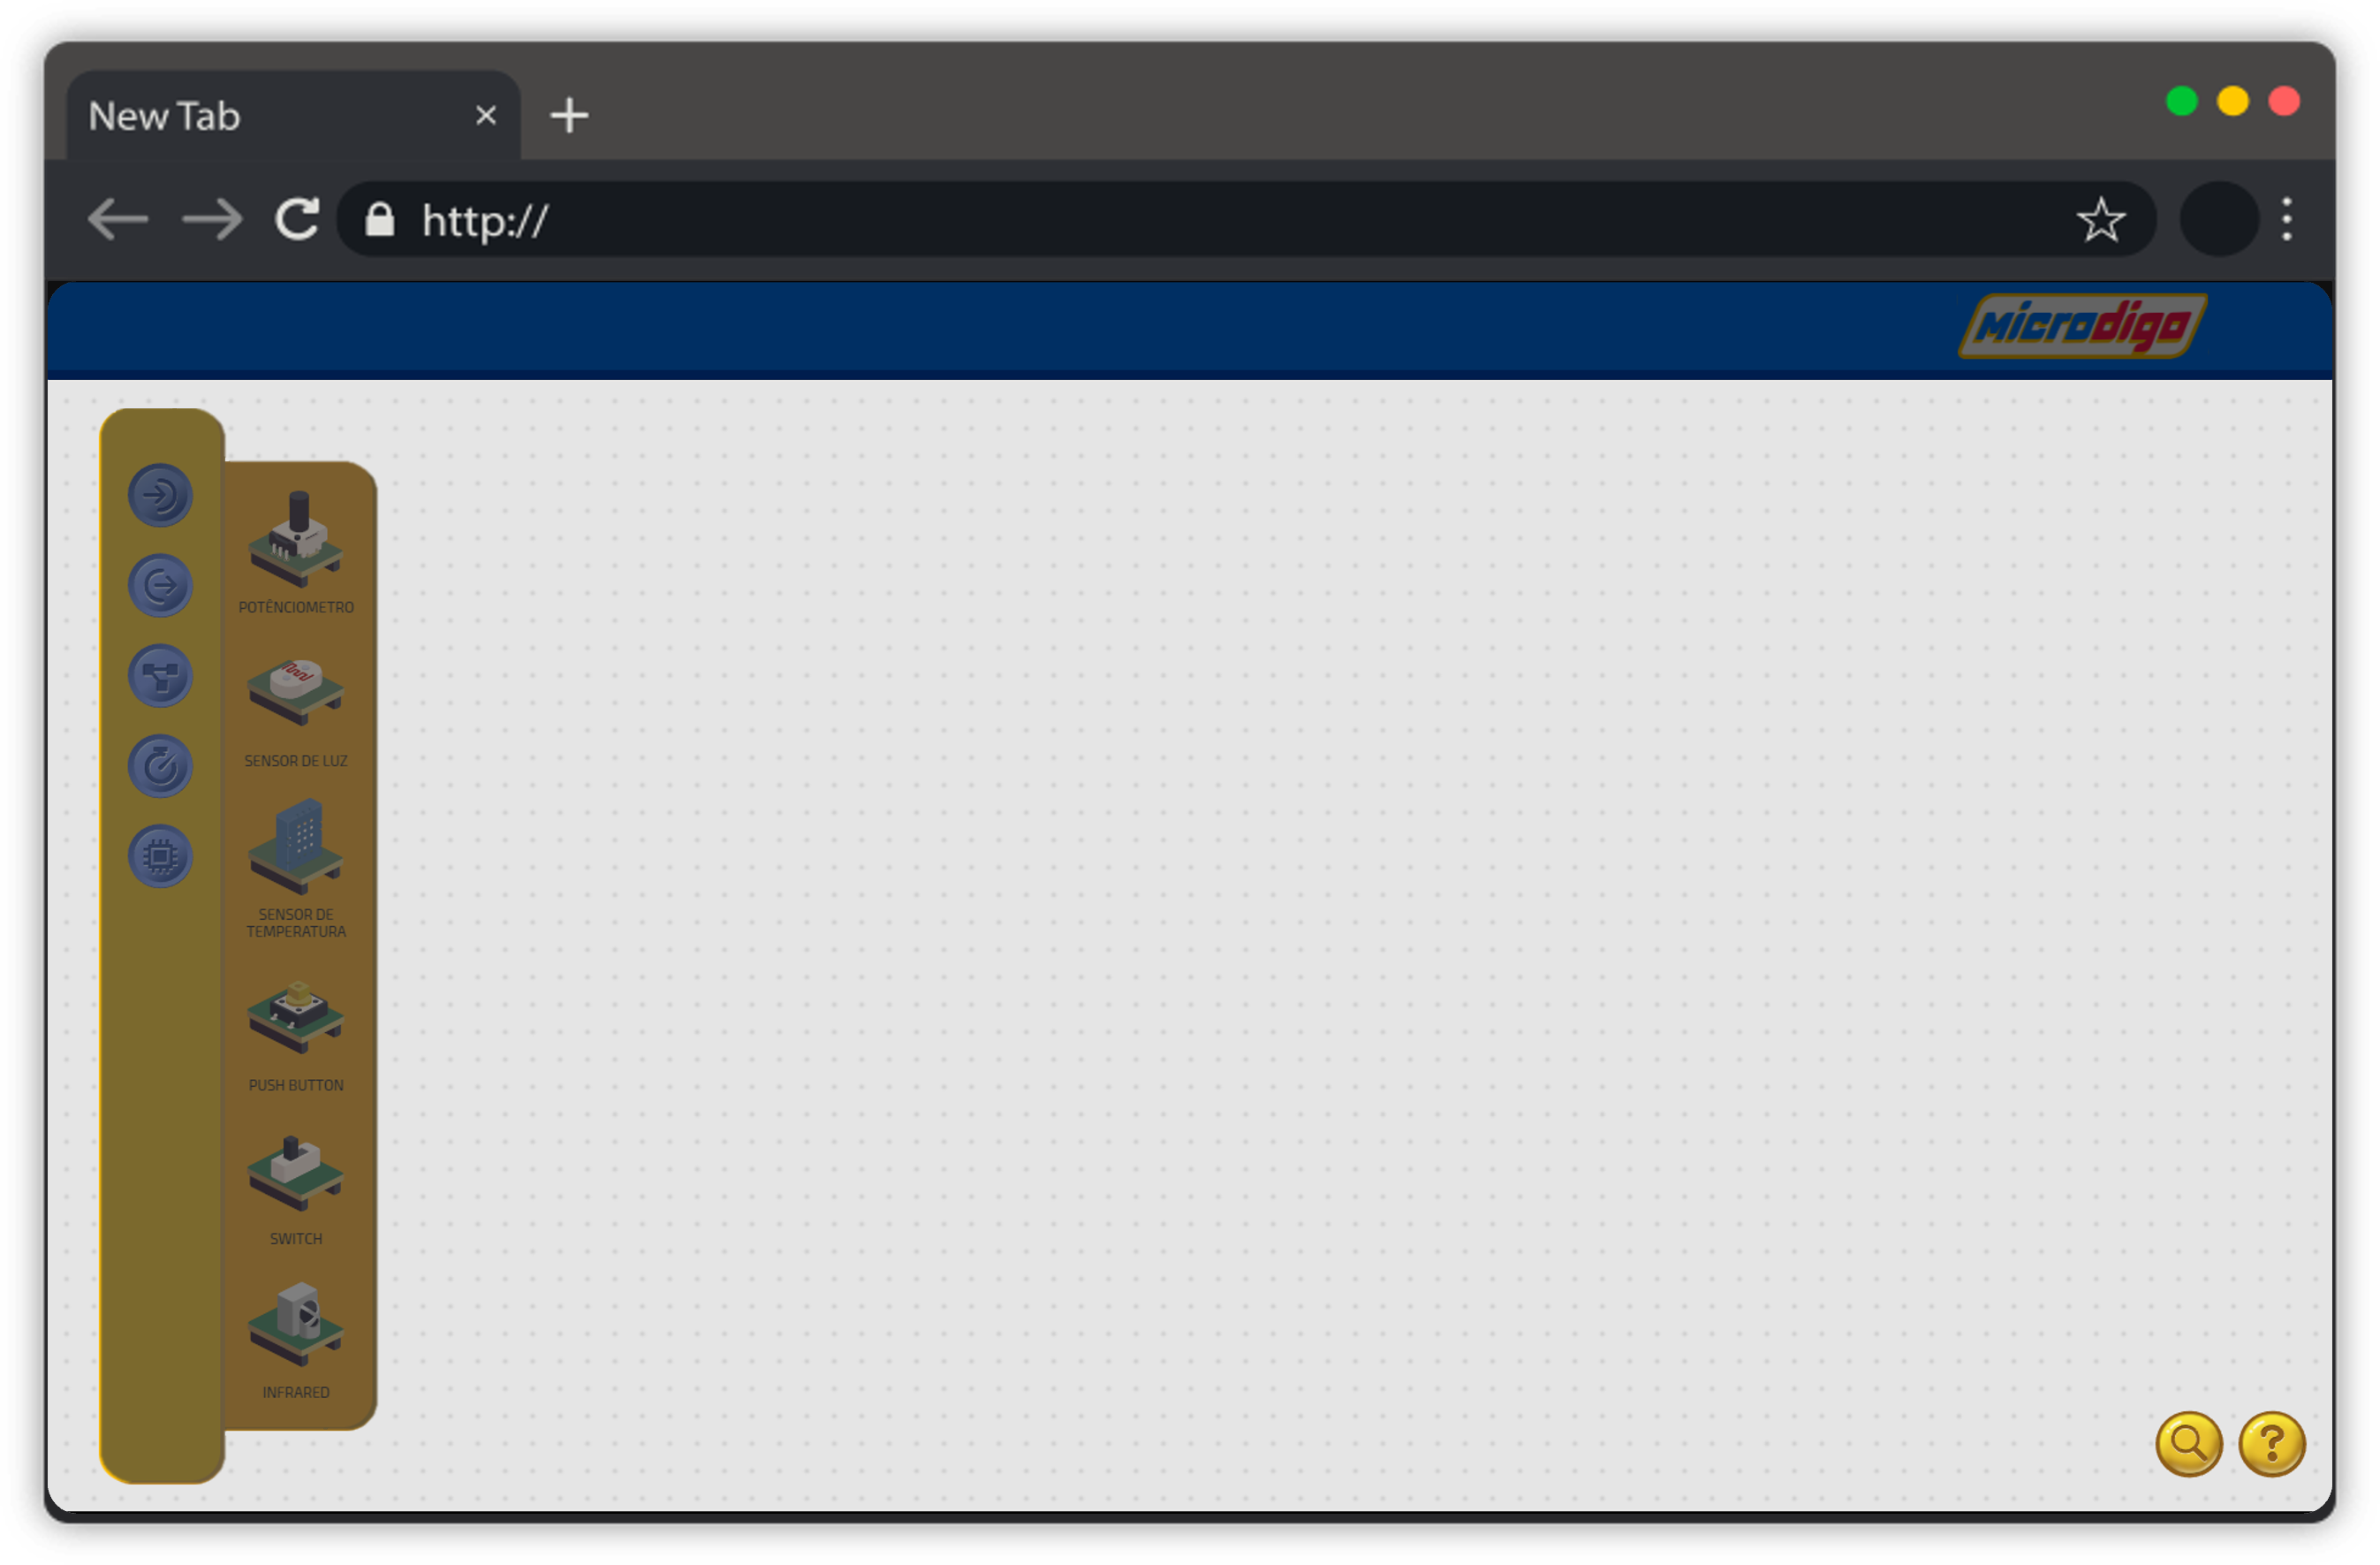 New Tab
http://
Microdigo
POTÊNCIOMETRO
SENSOR DE LUZ
SENSOR DE
TEMPERATURA
PUSH BUTTON
SWITCH
INFRARED
?